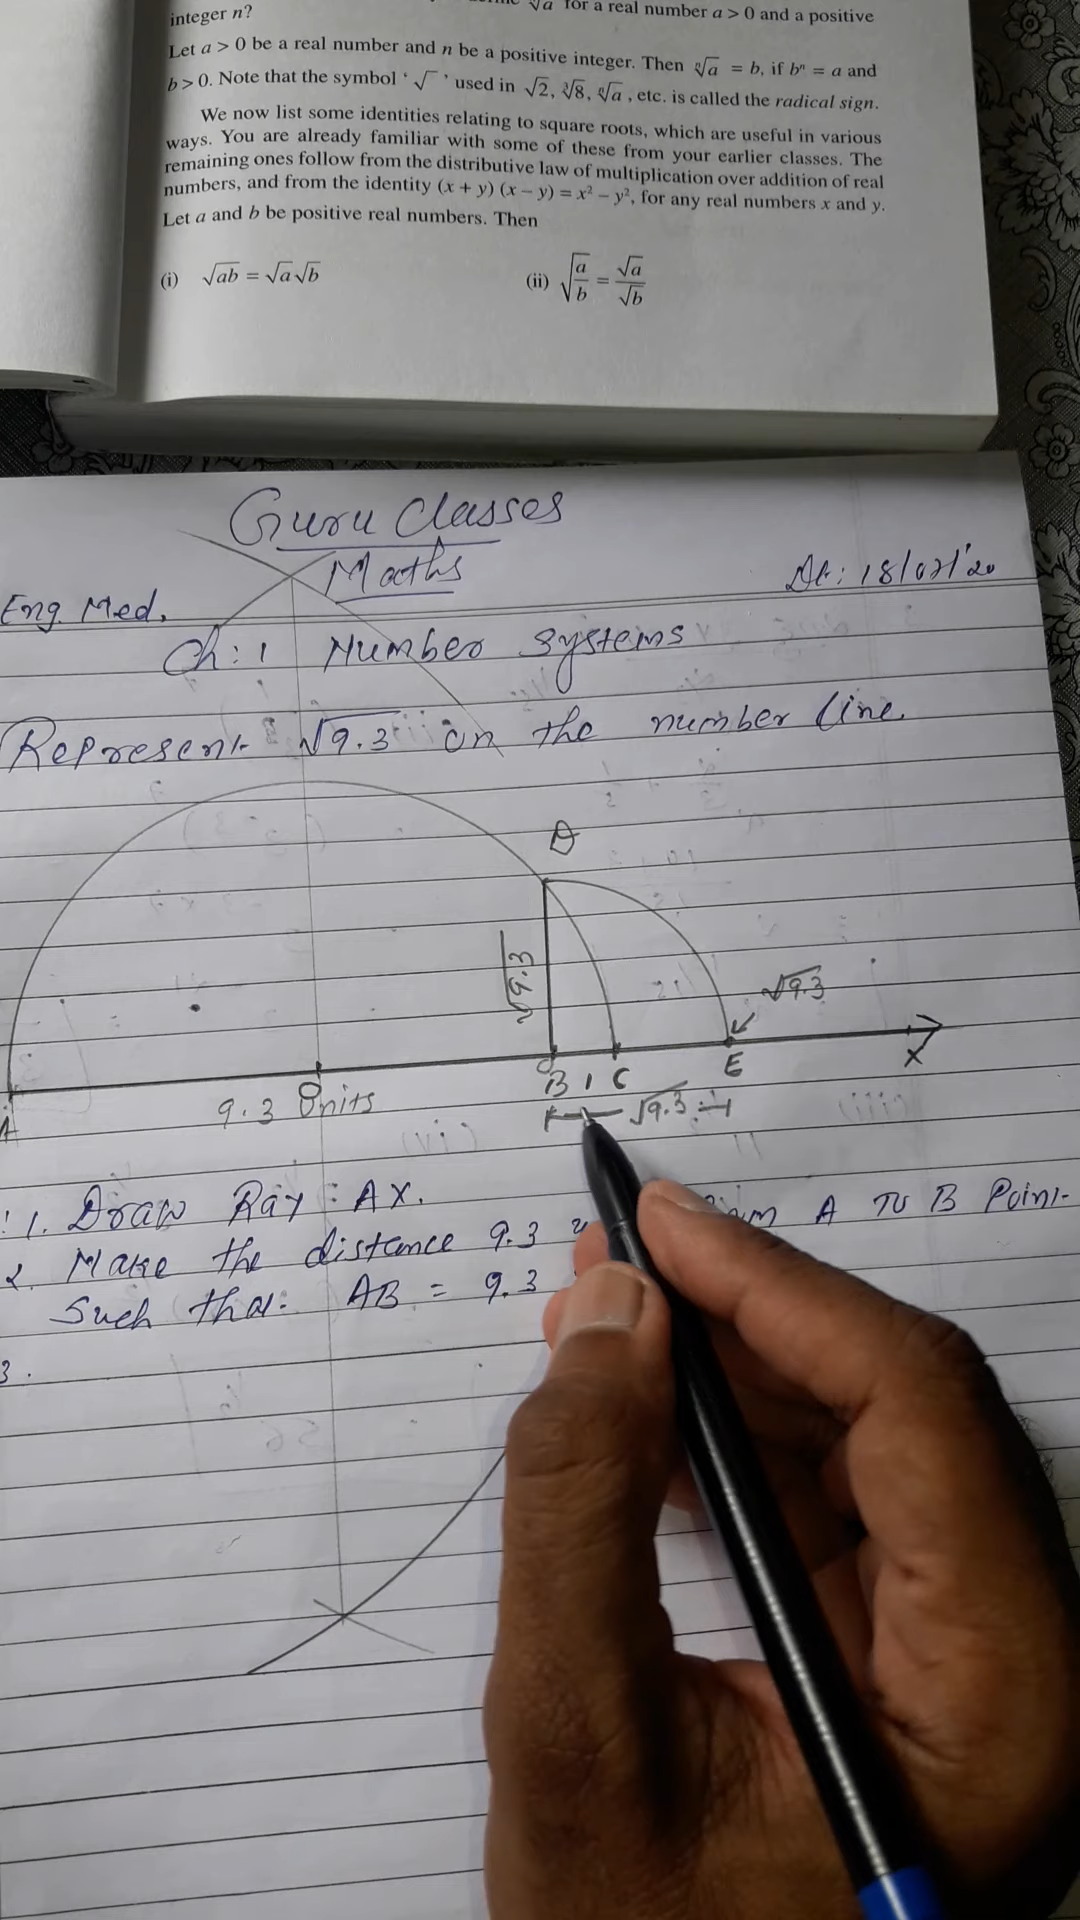 √a for a real number a > 0 and a positive
integer n?
Let a > 0 be a real number and n be a positive integer. Then ⁿ√a = b, if bⁿ = a and
b > 0. Note that the symbol ‘√ ’ used in √2, ³√8, ⁿ√a, etc. is called the radical sign.
We now list some identities relating to square roots, which are useful in various
ways. You are already familiar with some of these from your earlier classes. The
remaining ones follow from the distributive law of multiplication over addition of real
numbers, and from the identity (x + y) (x – y) = x² – y², for any real numbers x and y.
Let a and b be positive real numbers. Then
(i) √ab = √a√b (ii) √(a/b) = √a/√b
Guru Classes
Maths
Eng. Med.
Ch: 1 Number Systems
Represent √9.3 on the number line.
D
√9.3
√9.3
A 9.3 Units B 1 C E X
√9.3
1. Draw Ray AX.
2. Make the distance 9.3 A to B Point
Such that AB = 9.3
3.